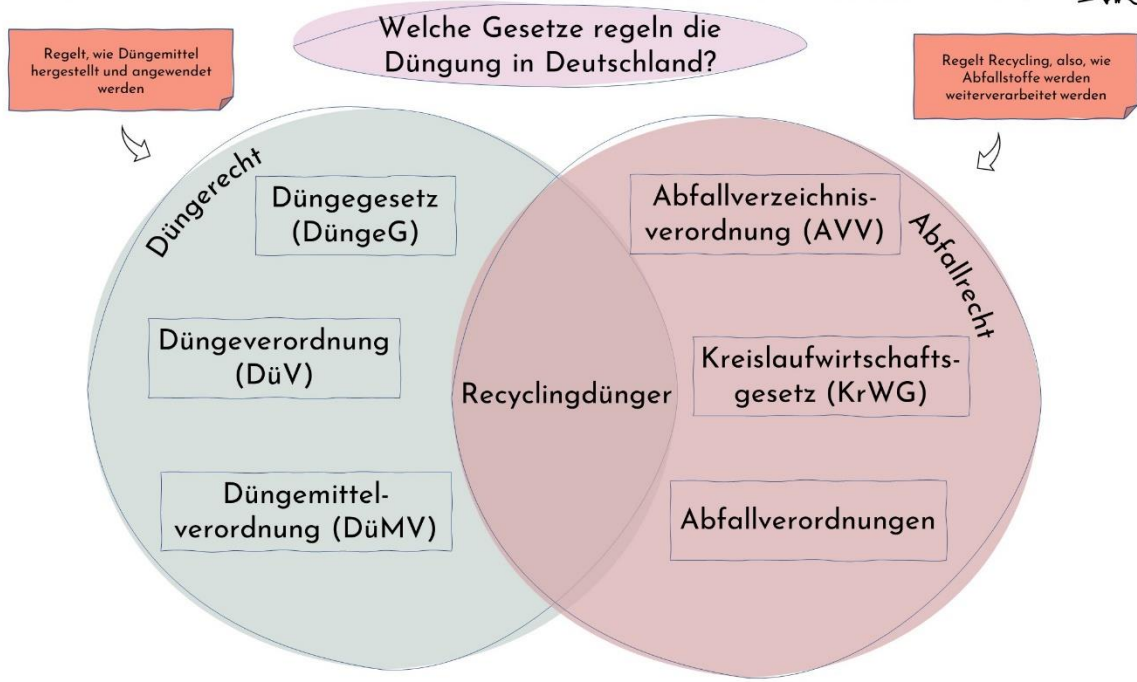 Welche Gesetze regeln die
Düngung in Deutschland?
Regelt, wie Düngemittel
hergestellt und angewendet
werden
Regelt Recycling, also, wie
Abfallstoffe werden
weiterverarbeitet werden
Düngerecht
Düngegesetz
(DüngeG)
Düngeverordnung
(DüV)
Düngemittel-
verordnung (DüMV)
Recyclingdünger
Abfallrecht
Abfallverzeichnis-
verordnung (AVV)
Kreislaufwirtschafts-
gesetz (KrWG)
Abfallverordnungen